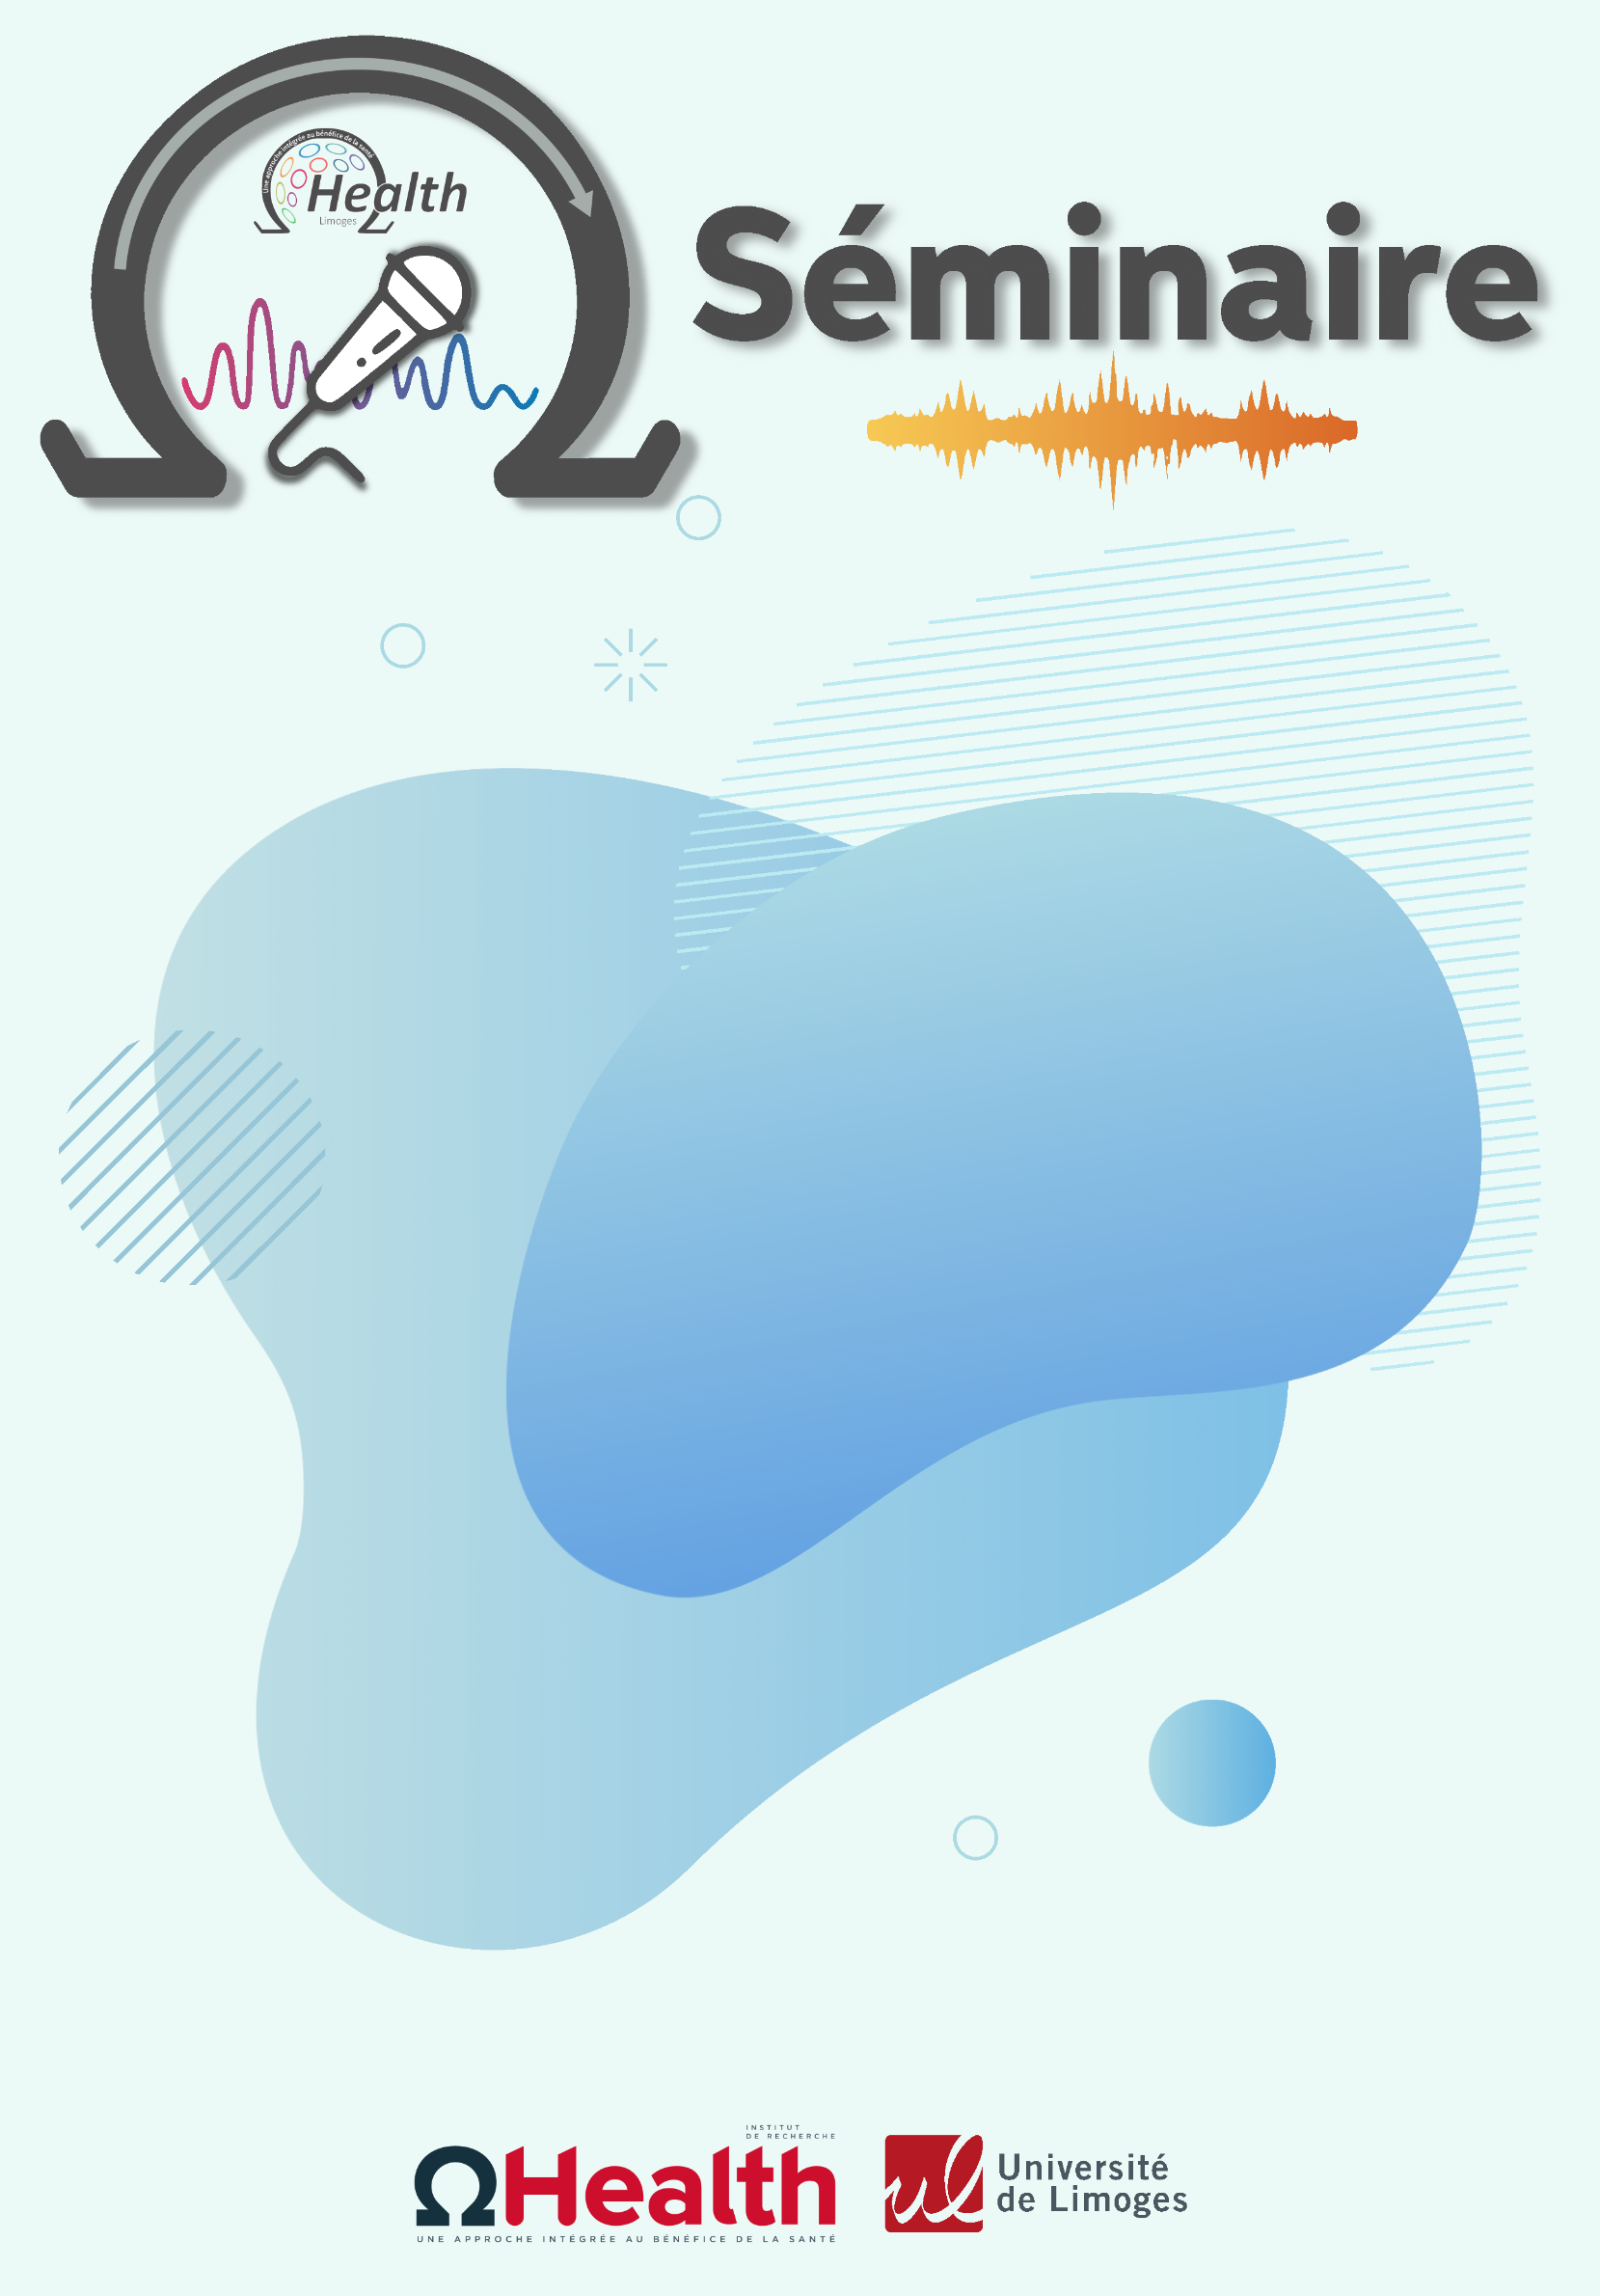 Une approche intégrée au bénéfice de la santé
Health
Limoges
Séminaire
INSTITUT
DE RECHERCHE
ΩHealth
UNE APPROCHE INTÉGRÉE AU BÉNÉFICE DE LA SANTÉ
ul
Université
de Limoges